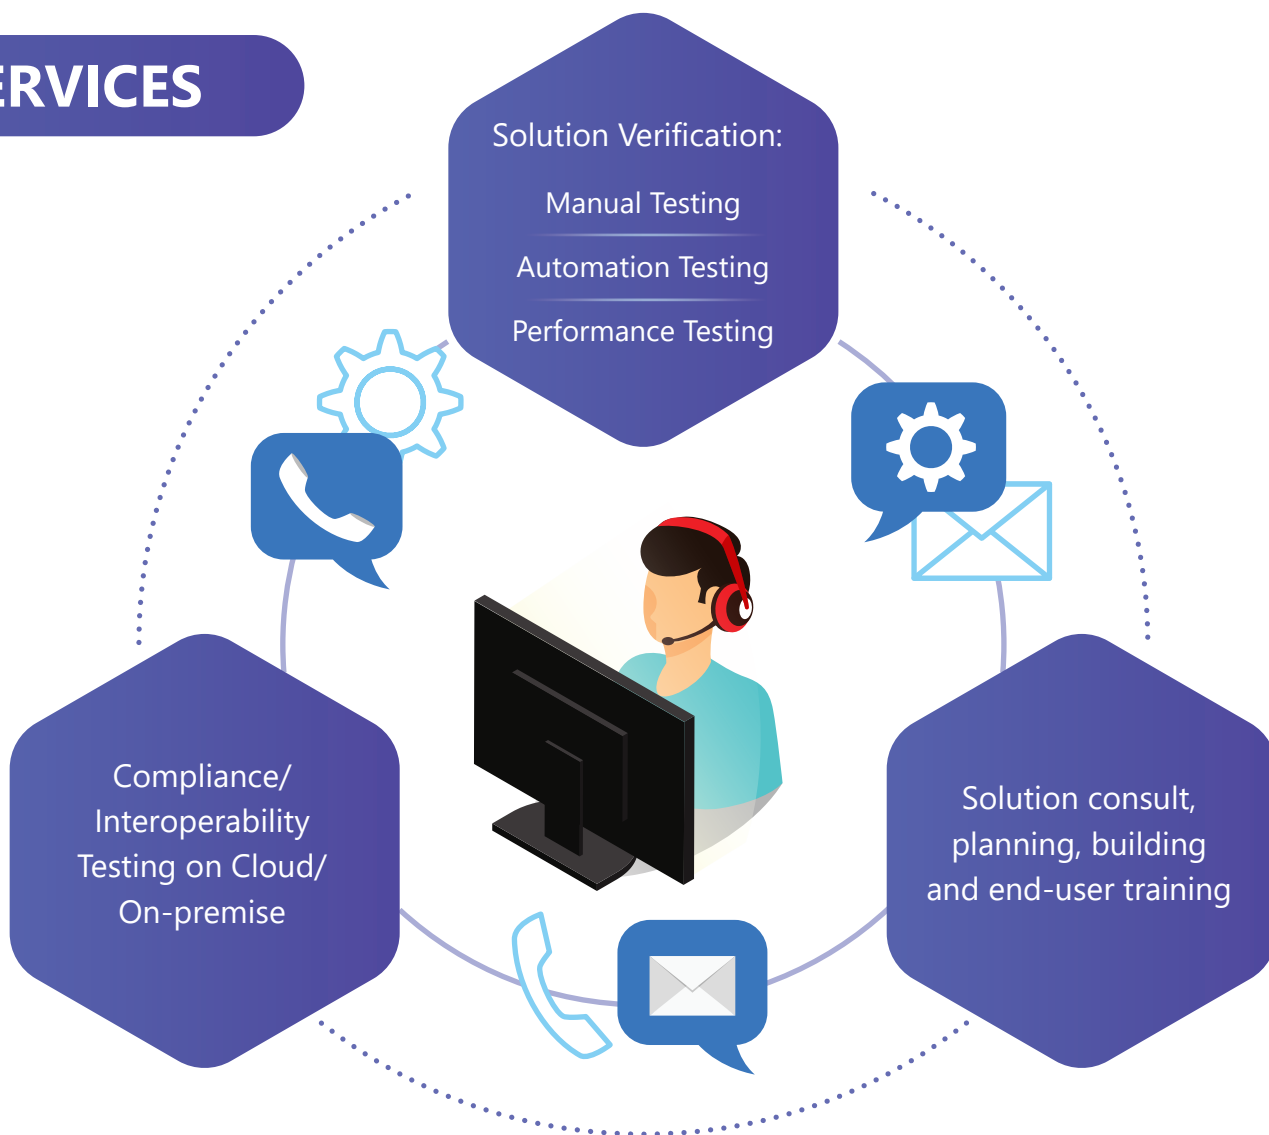 ERVICES
Solution Verification:
Manual Testing
Automation Testing
Performance Testing
Compliance/
Interoperability
Testing on Cloud/
On-premise
Solution consult,
planning, building
and end-user training